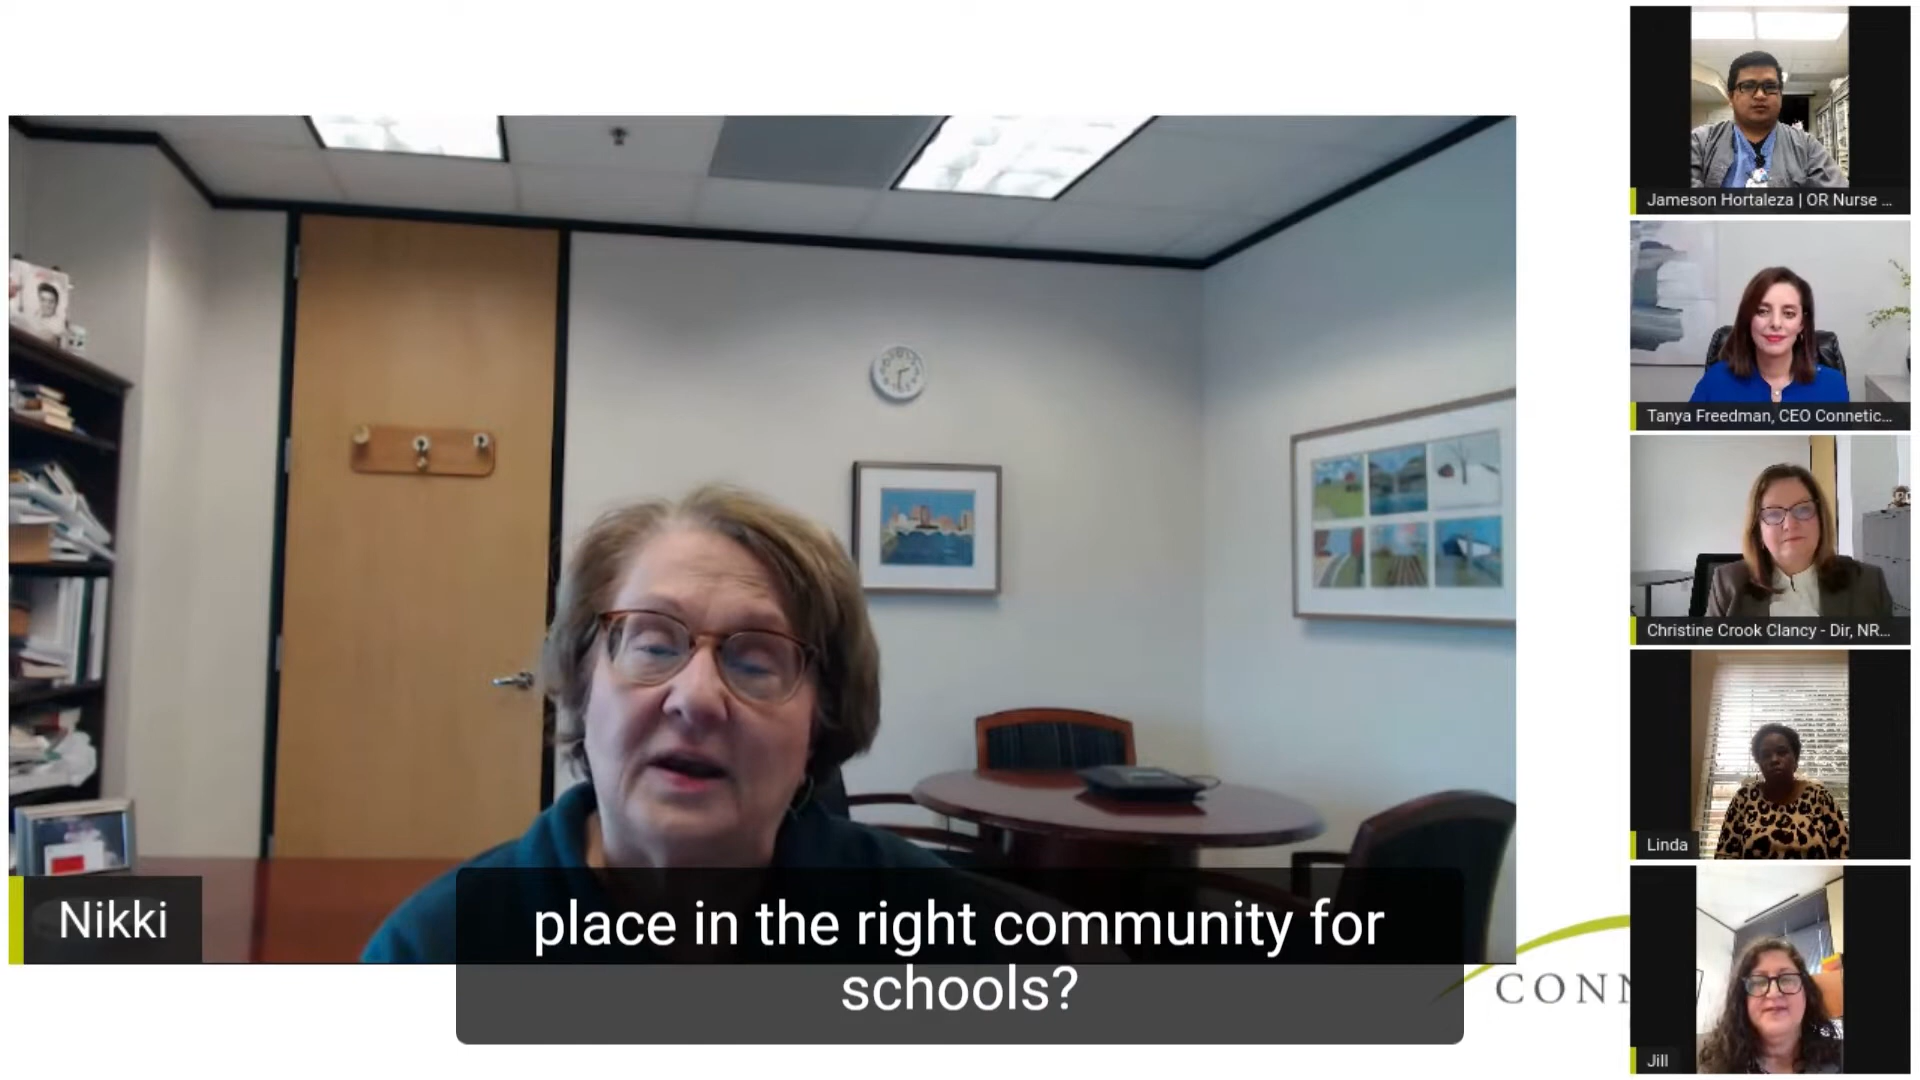 Jameson Hortaleza | OR Nurse ...
Tanya Freedman, CEO Connetic...
Christine Crook Clancy - Dir, NR...
Linda
Jill
Nikki
place in the right community for
schools?
CONN